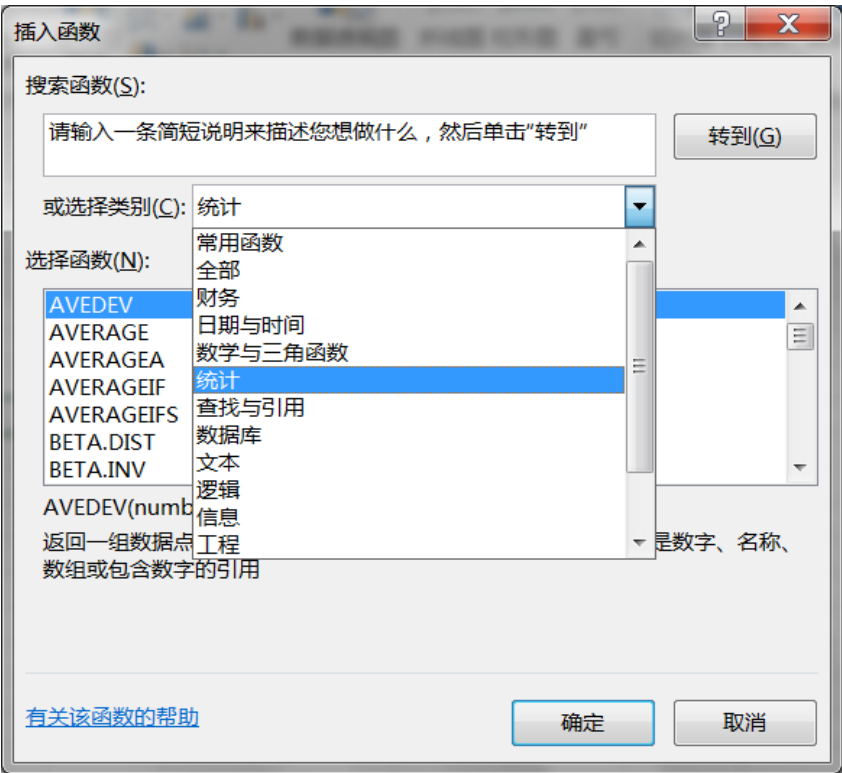 插入函数
搜索函数(S):
请输入一条简短说明来描述您想做什么，然后单击"转到"
转到(G)
或选择类别(C): 统计
常用函数
全部
财务
日期与时间
数学与三角函数
统计
查找与引用
数据库
文本
逻辑
信息
工程
选择函数(N):
AVEDEV
AVERAGE
AVERAGEA
AVERAGEIF
AVERAGEIFS
BETA.DIST
BETA.INV
AVEDEV(numb
返回一组数据点 是数字、名称、
数组或包含数字的引用
有关该函数的帮助
确定
取消